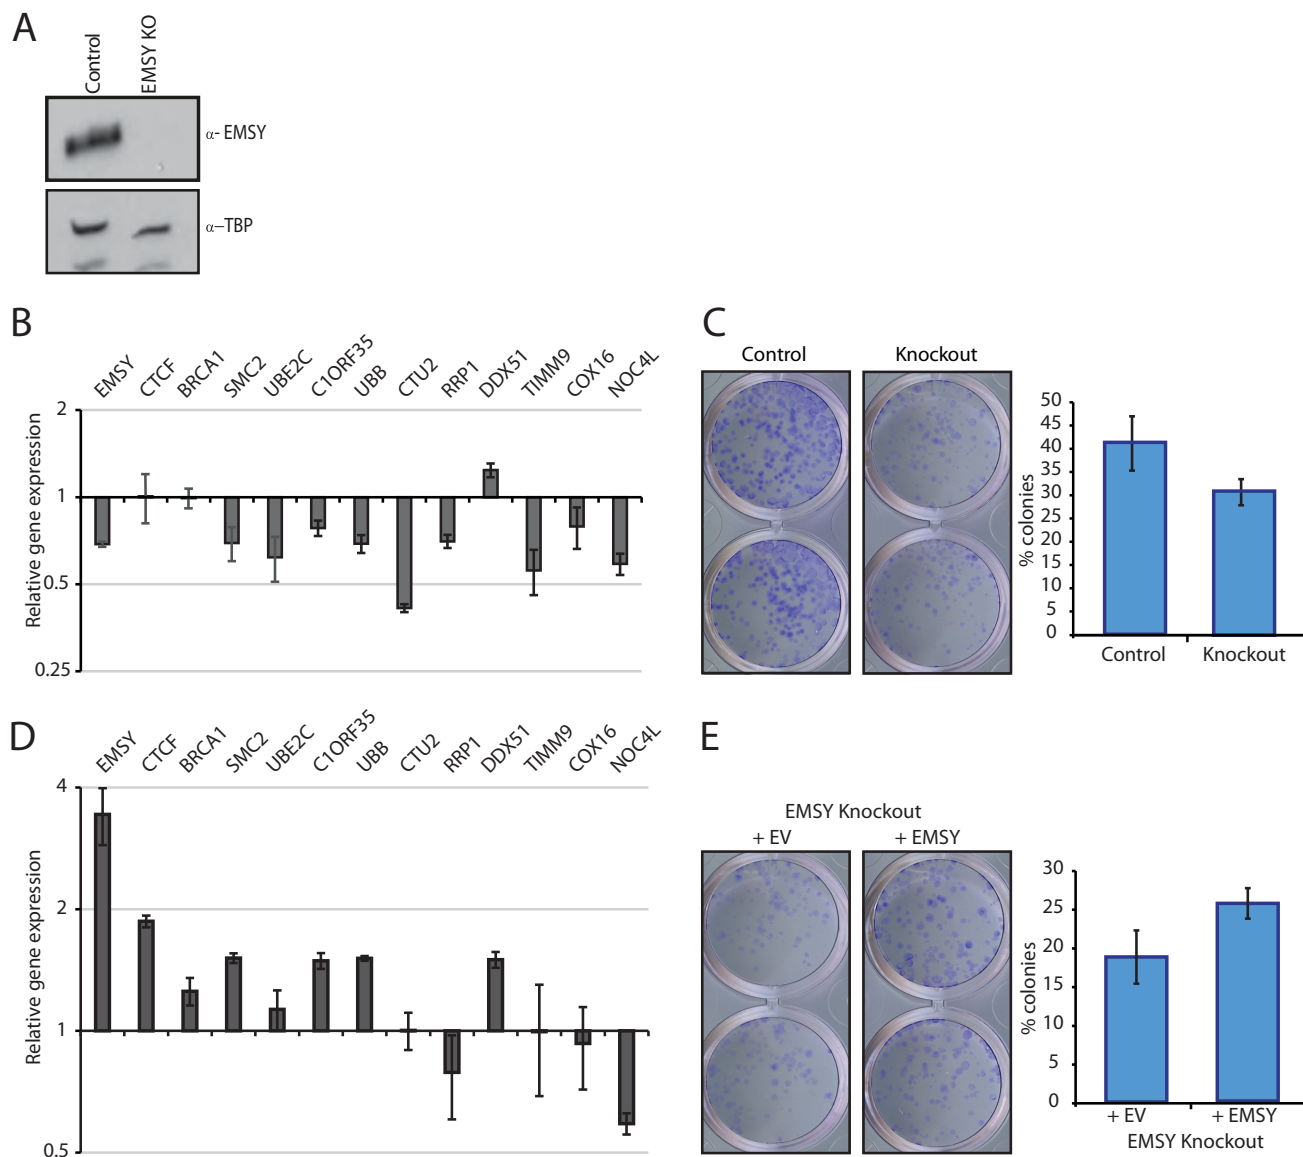 A
Control
EMSY KO
α- EMSY
α–TBP
B
EMSY
CTCF
BRCA1
SMC2
UBE2C
C1ORF35
UBB
CTU2
RRP1
DDX51
TIMM9
COX16
NOC4L
2
1
0.5
0.25
Relative gene expression
C
Control
Knockout
% colonies
50
45
40
35
30
25
20
15
10
5
0
Control
Knockout
D
EMSY
CTCF
BRCA1
SMC2
UBE2C
C1ORF35
UBB
CTU2
RRP1
DDX51
TIMM9
COX16
NOC4L
4
2
1
0.5
Relative gene expression
E
EMSY Knockout
+ EV
+ EMSY
% colonies
30
25
20
15
10
5
0
+ EV
+ EMSY
EMSY Knockout